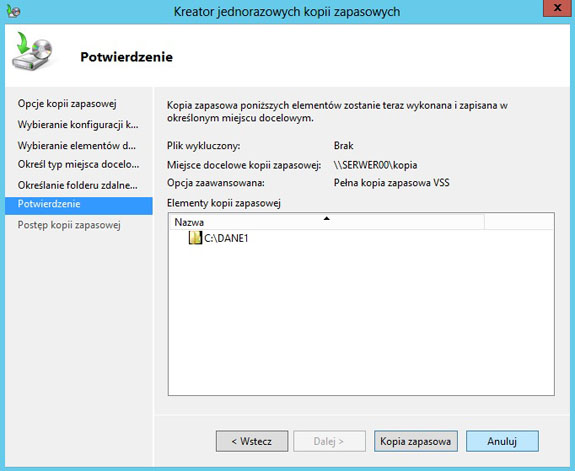 Kreator jednorazowych kopii zapasowych
x
Potwierdzenie
Opcje kopii zapasowej
Wybieranie konfiguracji k...
Wybieranie elementów d...
Określ typ miejsca docelo...
Określanie folderu zdalne...
Potwierdzenie
Postęp kopii zapasowej
Kopia zapasowa poniższych elementów zostanie teraz wykonana i zapisana w
określonym miejscu docelowym.
Plik wykluczony: Brak
Miejsce docelowe kopii zapasowej: \\SERWER00\kopia
Opcja zaawansowana: Pełna kopia zapasowa VSS
Elementy kopii zapasowej
Nazwa
C:\DANE1
< Wstecz Dalej > Kopia zapasowa Anuluj